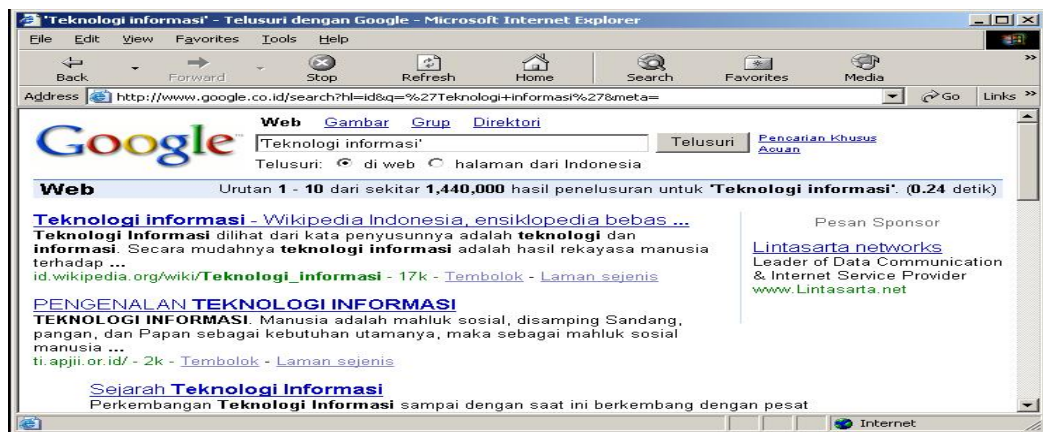 'Teknologi informasi' - Telusuri dengan Google - Microsoft Internet Explorer
File Edit View Favorites Tools Help
Back Forward Stop Refresh Home Search Favorites Media »
Address http://www.google.co.id/search?hl=id&q=%27Teknologi+informasi%27&meta= Go Links »
Web Gambar Grup Direktori
Google™ 'Teknologi informasi' Telusuri Pencarian Khusus
Acuan
Telusuri: di web halaman dari Indonesia
Web Urutan 1 - 10 dari sekitar 1,440,000 hasil penelusuran untuk 'Teknologi informasi'. (0.24 detik)
Teknologi informasi - Wikipedia Indonesia, ensiklopedia bebas ...
Teknologi Informasi dilihat dari kata penyusunnya adalah teknologi dan
informasi. Secara mudahnya teknologi informasi adalah hasil rekayasa manusia
terhadap ...
id.wikipedia.org/wiki/Teknologi_informasi - 17k - Tembolok - Laman sejenis
PENGENALAN TEKNOLOGI INFORMASI
TEKNOLOGI INFORMASI. Manusia adalah mahluk sosial, disamping Sandang,
pangan, dan Papan sebagai kebutuhan utamanya, maka sebagai mahluk sosial
manusia ...
ti.apjii.or.id/ - 2k - Tembolok - Laman sejenis
Sejarah Teknologi Informasi
Perkembangan Teknologi Informasi sampai dengan saat ini berkembang dengan pesat
Pesan Sponsor
Lintasarta networks
Leader of Data Communication
& Internet Service Provider
www.Lintasarta.net
Internet